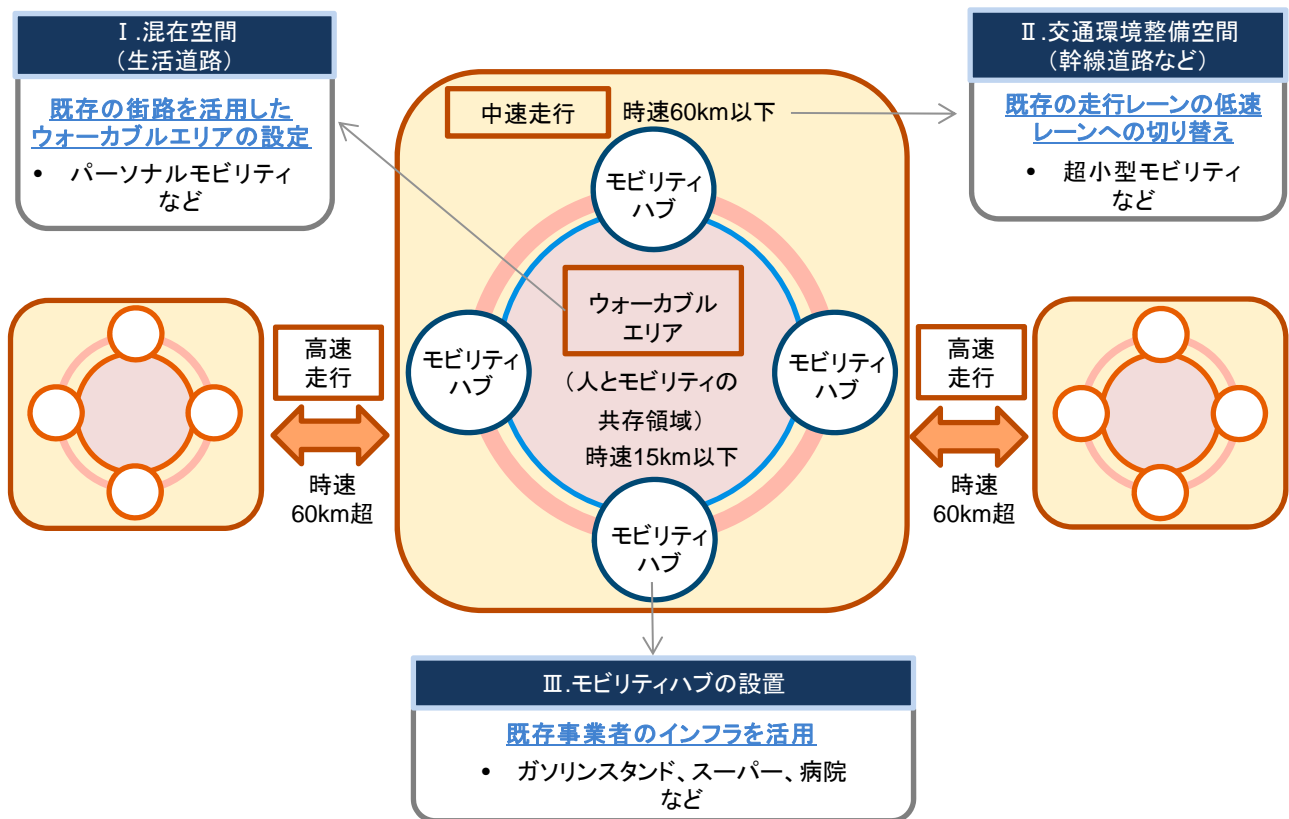 Ⅰ.混在空間
（生活道路）
既存の街路を活用した
ウォーカブルエリアの設定
• パーソナルモビリティ
など
Ⅱ.交通環境整備空間
（幹線道路など）
既存の走行レーンの低速
レーンへの切り替え
• 超小型モビリティ
など
中速走行
時速60km以下
モビリティ
ハブ
ウォーカブル
エリア
モビリティ
ハブ
モビリティ
ハブ
（人とモビリティの
共存領域）
時速15km以下
モビリティ
ハブ
高速
走行
時速
60km超
高速
走行
時速
60km超
Ⅲ.モビリティハブの設置
既存事業者のインフラを活用
• ガソリンスタンド、スーパー、病院
など